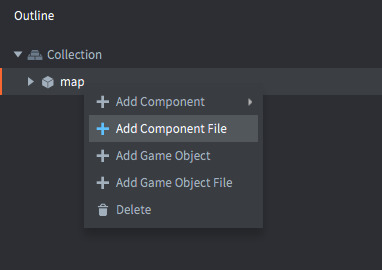 Outline
Collection
map
Add Component
Add Component File
Add Game Object
Add Game Object File
Delete